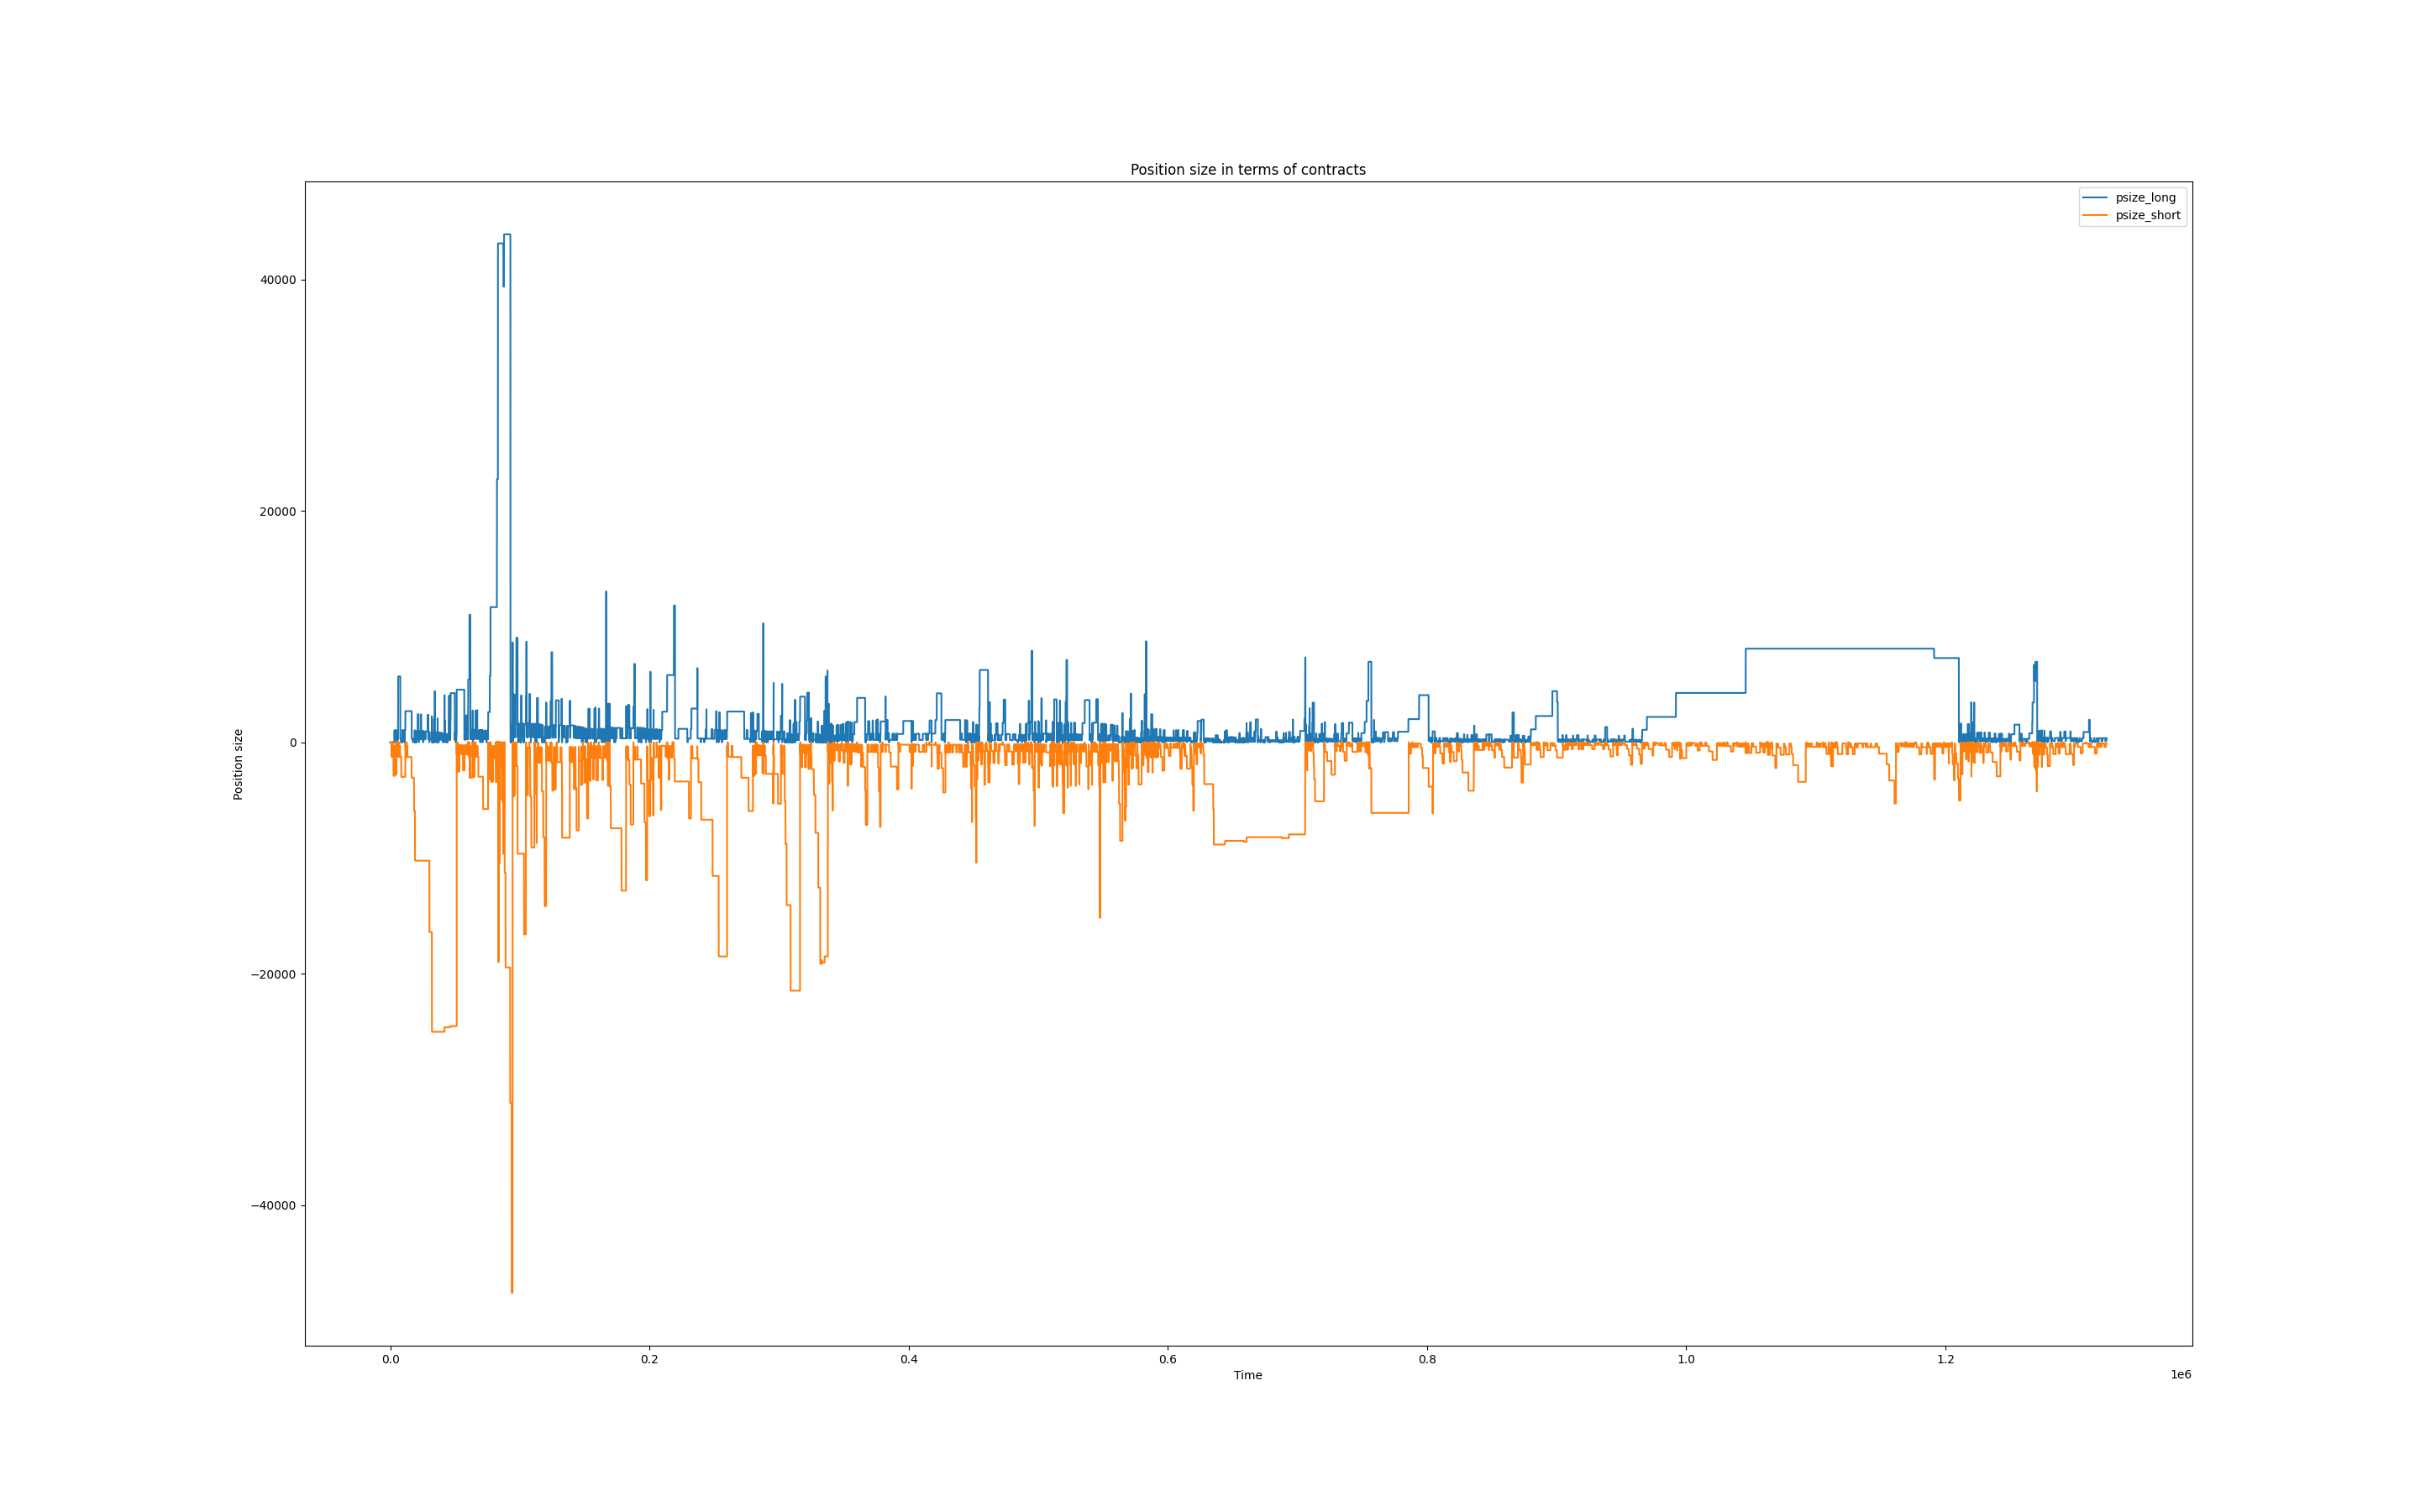 Position size in terms of contracts
psize_long
psize_short
40000
20000
0
−20000
−40000
Position size
0.0
0.2
0.4
0.6
0.8
1.0
1.2
1e6
Time